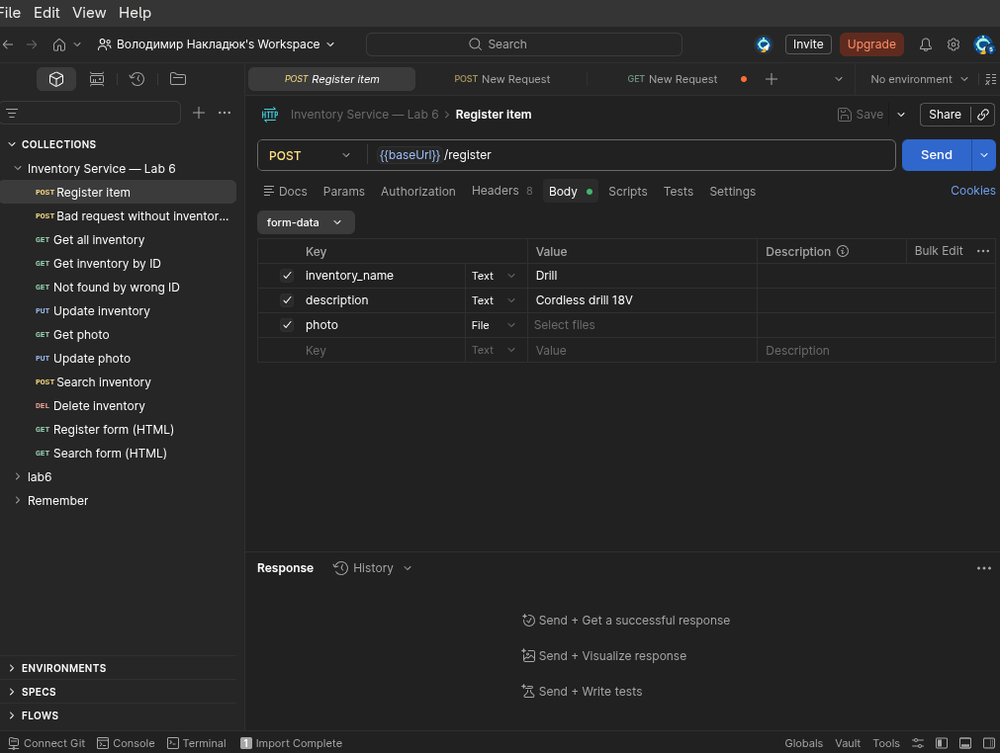 File Edit View Help
Володимир Накладюк's Workspace Search Invite Upgrade
POST Register item POST New Request GET New Request No environment
HTTP Inventory Service — Lab 6 › Register item Save Share
COLLECTIONS
Inventory Service — Lab 6
POST Register item
POST Bad request without inventor...
GET Get all inventory
GET Get inventory by ID
GET Not found by wrong ID
PUT Update inventory
GET Get photo
PUT Update photo
POST Search inventory
DEL Delete inventory
GET Register form (HTML)
GET Search form (HTML)
lab6
Remember
ENVIRONMENTS
SPECS
FLOWS
POST {{baseUrl}} /register Send
Docs Params Authorization Headers 8 Body Scripts Tests Settings Cookies
form-data
Key Value Description Bulk Edit
inventory_name Text Drill
description Text Cordless drill 18V
photo File Select files
Key Text Value Description
Response History
Send + Get a successful response
Send + Visualize response
Send + Write tests
Connect Git Console Terminal 1 Import Complete Globals Vault Tools